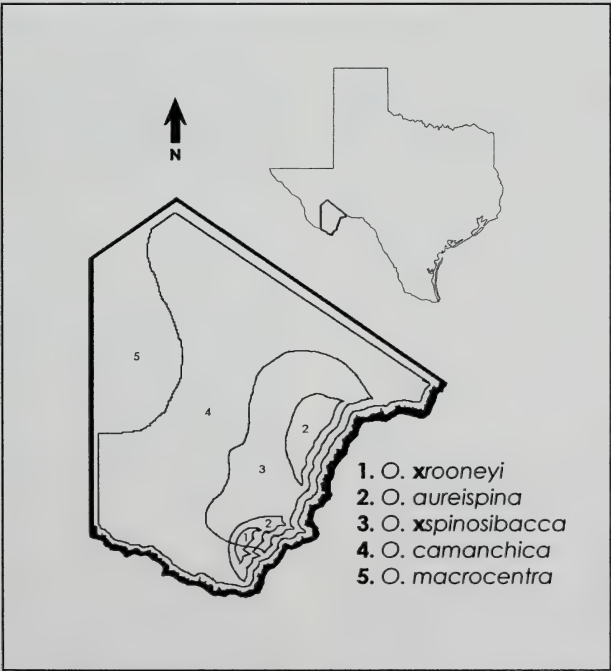 N
5
4
2
3
2
1
1. O. xrooneyi
2. O. aureispina
3. O. xspinosibacca
4. O. camanchica
5. O. macrocentra